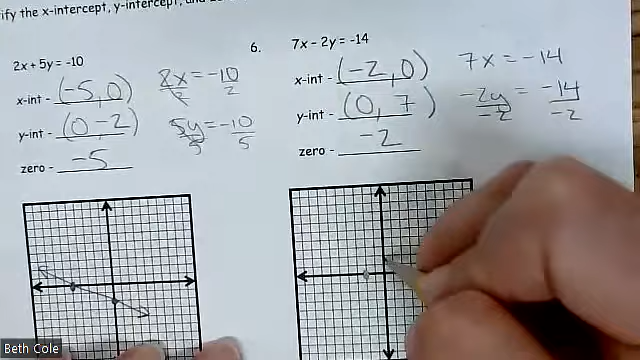 ify the x-intercept, y-intercept, and
2x + 5y = -10
x-int - (-5, 0)
y-int - (0 -2)
zero - -5
2x = -10
2 2
5y = -10
5 5
6.
7x - 2y = -14
x-int - (-2, 0)
y-int - (0, 7)
zero - -2
7x = -14
-2y = -14
-2 -2
Beth Cole